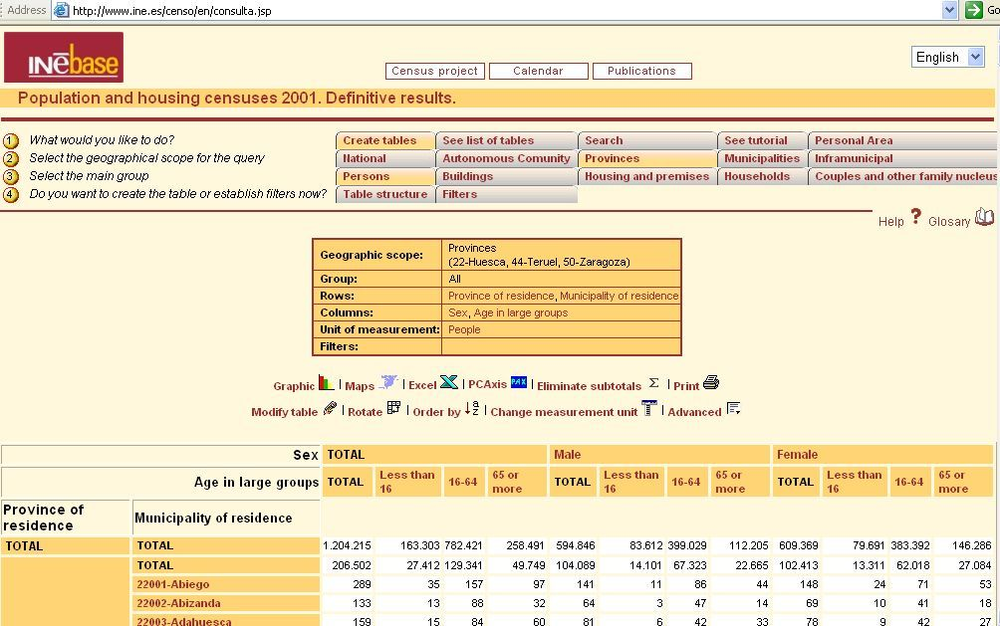 Address http://www.ine.es/censo/en/consulta.jsp Go
INēbase
Census project Calendar Publications English
Population and housing censuses 2001. Definitive results.
1 What would you like to do? Create tables See list of tables Search See tutorial Personal Area
2 Select the geographical scope for the query National Autonomous Comunity Provinces Municipalities Inframunicipal
3 Select the main group Persons Buildings Housing and premises Households Couples and other family nucleus
4 Do you want to create the table or establish filters now? Table structure Filters
Help ? Glosary
Geographic scope: Provinces
(22-Huesca, 44-Teruel, 50-Zaragoza)
Group: All
Rows: Province of residence, Municipality of residence
Columns: Sex, Age in large groups
Unit of measurement: People
Filters:
Graphic | Maps | Excel | PCAxis PAX | Eliminate subtotals Σ | Print
Modify table | Rotate | Order by | Change measurement unit | Advanced
Sex TOTAL Male Female
Age in large groups TOTAL Less than 16 16-64 65 or more TOTAL Less than 16 16-64 65 or more TOTAL Less than 16 16-64 65 or more
Province of residence Municipality of residence
TOTAL TOTAL 1.204.215 163.303 782.421 258.491 594.846 83.612 399.029 112.205 609.369 79.691 383.392 146.286
TOTAL 206.502 27.412 129.341 49.749 104.089 14.101 67.323 22.665 102.413 13.311 62.018 27.084
22001-Abiego 289 35 157 97 141 11 86 44 148 24 71 53
22002-Abizanda 133 13 88 32 64 3 47 14 69 10 41 18
22003-Adahuesca 159 15 84 60 81 6 42 33 78 9 42 27